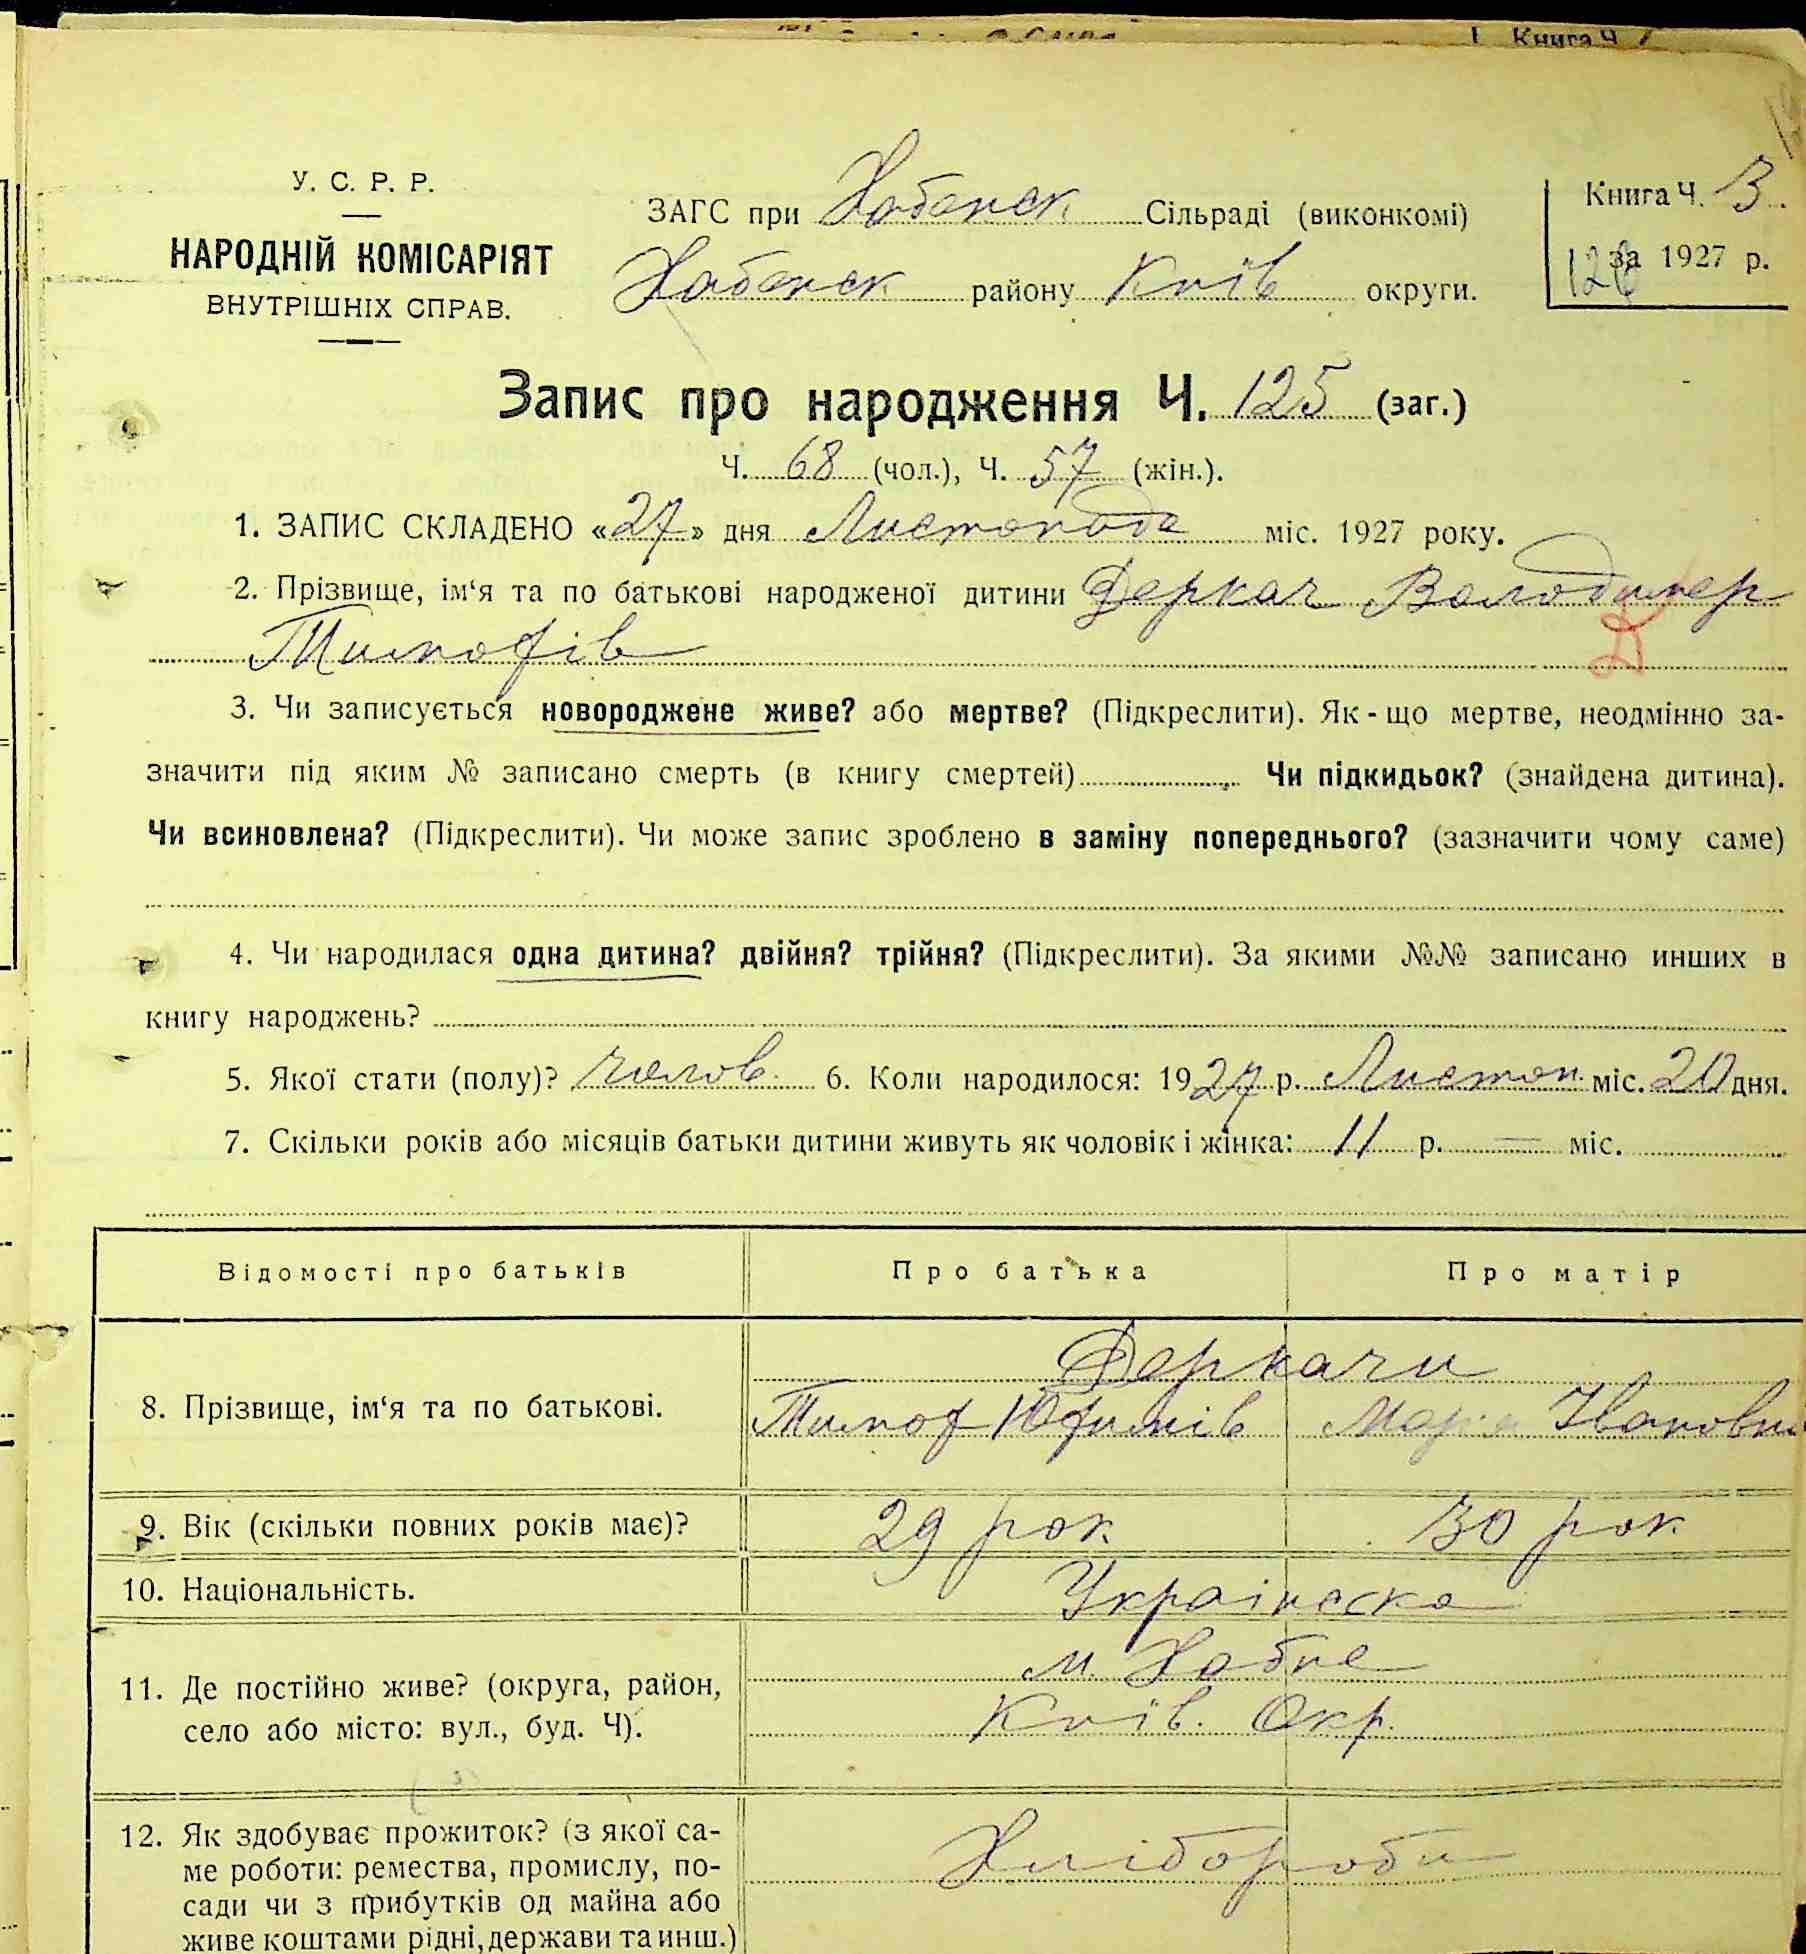 Книга Ч
У. С. Р. Р.
НАРОДНІЙ КОМІСАРІЯТ
ВНУТРІШНІХ СПРАВ.
ЗАГС при Хабенск Сільраді (виконкомі)
Хабенск району Київ округи.
Книга Ч. 3.
за 1927 р.
126
Запис про народження Ч. 125 (заг.)
Ч. 68 (чол.), Ч. 57 (жін.).
1. ЗАПИС СКЛАДЕНО «27» дня Листопада міс. 1927 року.
2. Прізвище, ім‘я та по батькові народженої дитини Деркач Володимер
Тимофів
Д
3. Чи записується новороджене живе? або мертве? (Підкреслити). Як-що мертве, неодмінно за-
значити під яким № записано смерть (в книгу смертей) Чи підкидьок? (знайдена дитина).
Чи всиновлена? (Підкреслити). Чи може запис зроблено в заміну попереднього? (зазначити чому саме)
4. Чи народилася одна дитина? двійня? трійня? (Підкреслити). За якими №№ записано инших в
книгу народжень?
5. Якої стати (полу)? чолов. 6. Коли народилося: 1927 р. Листоп. міс. 20 дня.
7. Скільки років або місяців батьки дитини живуть як чоловік і жінка: 11 р. — міс.
Відомості про батьків Про батька Про матір
Деркачи
8. Прізвище, ім‘я та по батькові. Тимоф Юфимів Марія Івановна
9. Вік (скільки повних років має)? 29 рок 30 рок
10. Національність. Українска
м. Хабне
11. Де постійно живе? (округа, район,
село або місто: вул., буд. Ч). Київ. Окр.
12. Як здобуває прожиток? (з якої са-
ме роботи: ремества, промислу, по- Хлібороби
сади чи з прибутків од майна або
живе коштами рідні, держави та инш.)